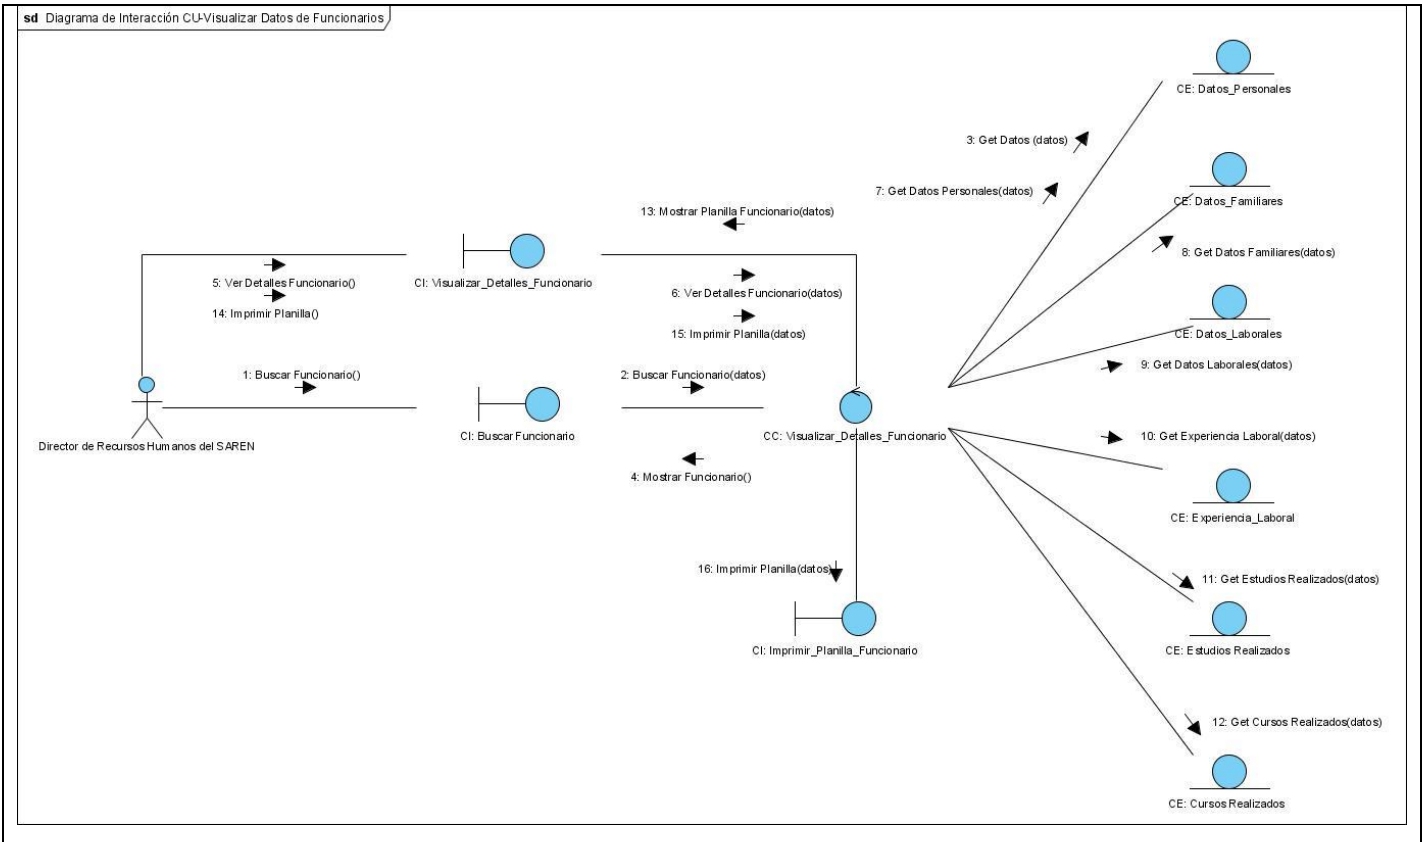 sd Diagrama de Interacción CU-Visualizar Datos de Funcionarios
CE: Datos_Personales
3: Get Datos (datos)
7: Get Datos Personales(datos)
CE: Datos_Familiares
13: Mostrar Planilla Funcionario(datos)
8: Get Datos Familiares(datos)
5: Ver Detalles Funcionario()
CI: Visualizar_Detalles_Funcionario
6: Ver Detalles Funcionario(datos)
14: Imprimir Planilla()
15: Imprimir Planilla(datos)
CE: Datos_Laborales
9: Get Datos Laborales(datos)
1: Buscar Funcionario()
2: Buscar Funcionario(datos)
Director de Recursos Humanos del SAREN
CI: Buscar Funcionario
CC: Visualizar_Detalles_Funcionario
10: Get Experiencia Laboral(datos)
4: Mostrar Funcionario()
CE: Experiencia_Laboral
16: Imprimir Planilla(datos)
11: Get Estudios Realizados(datos)
CI: Imprimir_Planilla_Funcionario
CE: Estudios Realizados
12: Get Cursos Realizados(datos)
CE: Cursos Realizados